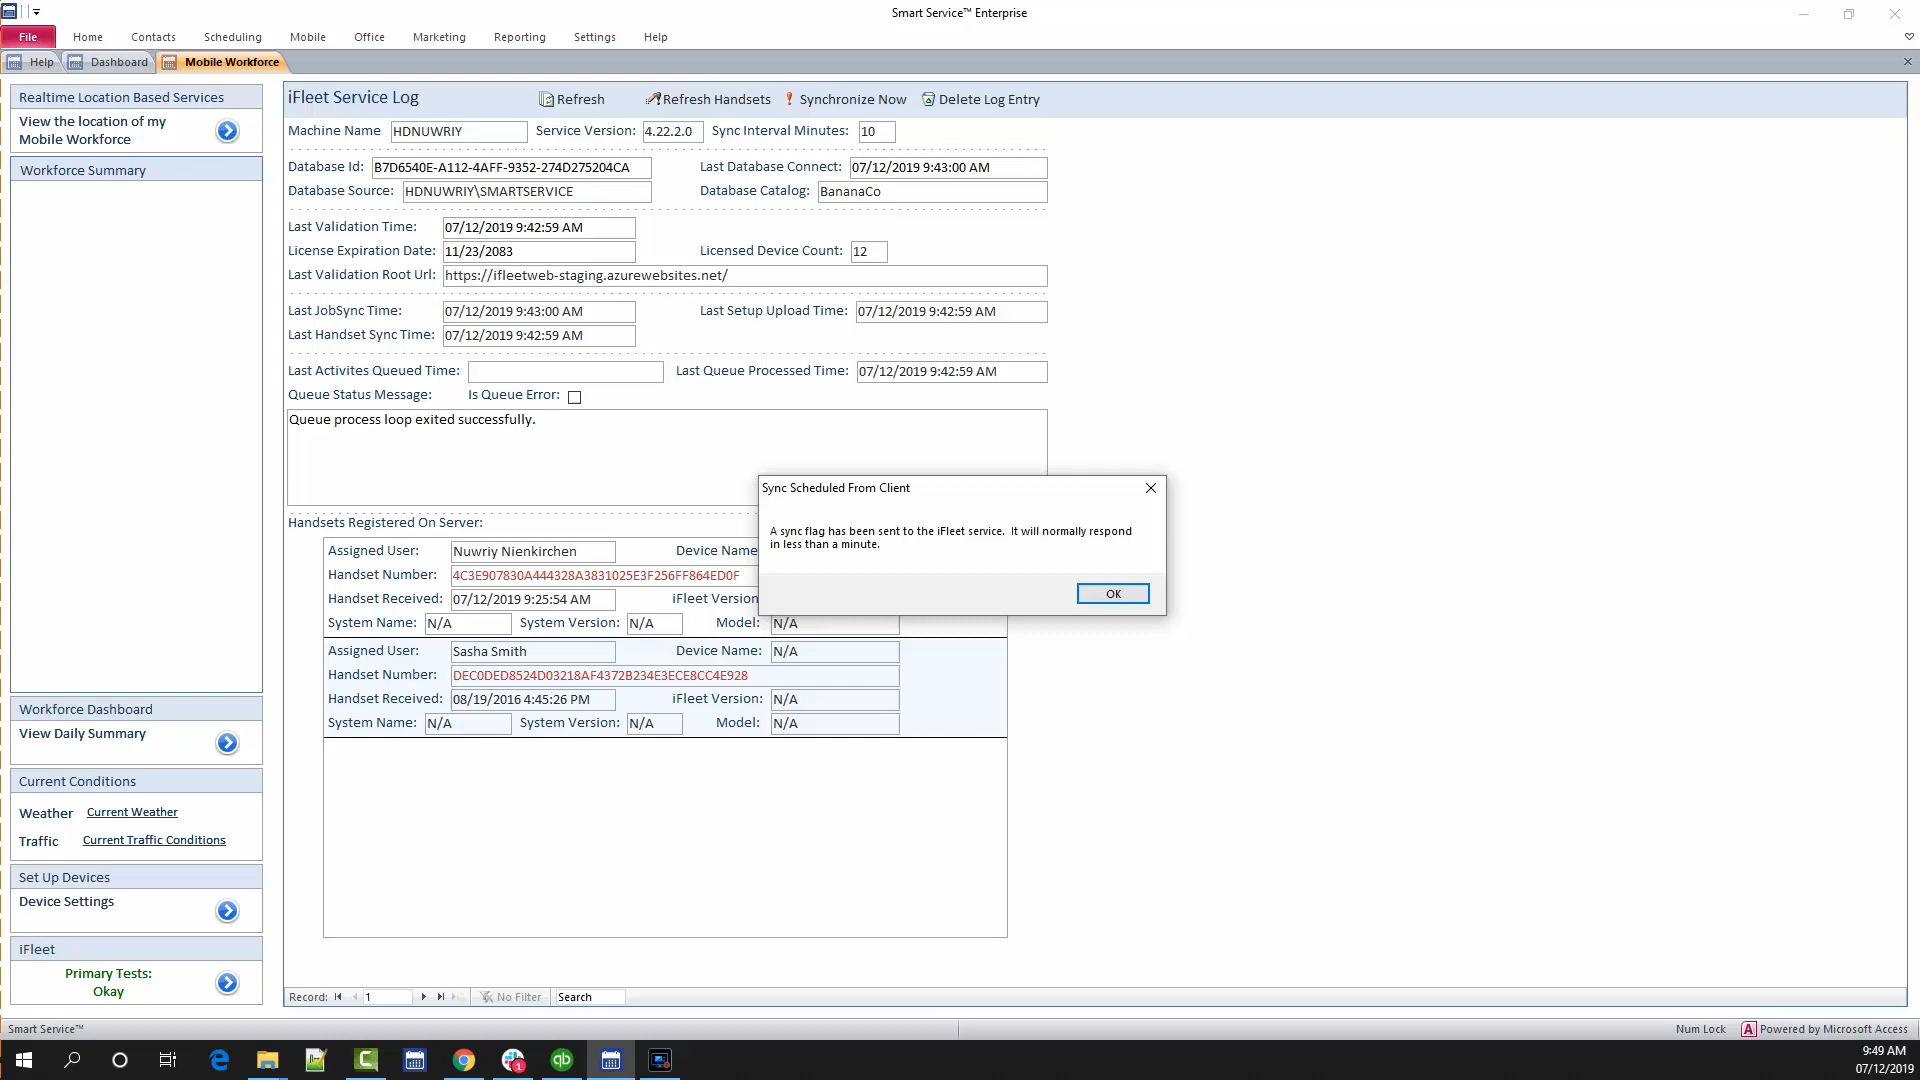 Smart Service™ Enterprise
File Home Contacts Scheduling Mobile Office Marketing Reporting Settings Help
Help Dashboard Mobile Workforce
Realtime Location Based Services
View the location of my
Mobile Workforce
Workforce Summary
Workforce Dashboard
View Daily Summary
Current Conditions
Weather Current Weather
Traffic Current Traffic Conditions
Set Up Devices
Device Settings
iFleet
Primary Tests:
Okay
iFleet Service Log Refresh Refresh Handsets Synchronize Now Delete Log Entry
Machine Name HDNUWRIY Service Version: 4.22.2.0 Sync Interval Minutes: 10
Database Id: B7D6540E-A112-4AFF-9352-274D275204CA Last Database Connect: 07/12/2019 9:43:00 AM
Database Source: HDNUWRIY\SMARTSERVICE Database Catalog: BananaCo
Last Validation Time: 07/12/2019 9:42:59 AM
License Expiration Date: 11/23/2083 Licensed Device Count: 12
Last Validation Root Url: https://ifleetweb-staging.azurewebsites.net/
Last JobSync Time: 07/12/2019 9:43:00 AM Last Setup Upload Time: 07/12/2019 9:42:59 AM
Last Handset Sync Time: 07/12/2019 9:42:59 AM
Last Activites Queued Time: Last Queue Processed Time: 07/12/2019 9:42:59 AM
Queue Status Message: Is Queue Error:
Queue process loop exited successfully.
Handsets Registered On Server:
Assigned User: Nuwriy Nienkirchen Device Name
Handset Number: 4C3E907830A444328A3831025E3F256FF864ED0F
Handset Received: 07/12/2019 9:25:54 AM iFleet Version
System Name: N/A System Version: N/A Model: N/A
Assigned User: Sasha Smith Device Name: N/A
Handset Number: DEC0DED8524D03218AF4372B234E3ECE8CC4E928
Handset Received: 08/19/2016 4:45:26 PM iFleet Version: N/A
System Name: N/A System Version: N/A Model: N/A
Sync Scheduled From Client
A sync flag has been sent to the iFleet service. It will normally respond
in less than a minute.
OK
Record: 1 No Filter Search
Smart Service™ Num Lock A Powered by Microsoft Access
qb
1
9:49 AM
07/12/2019